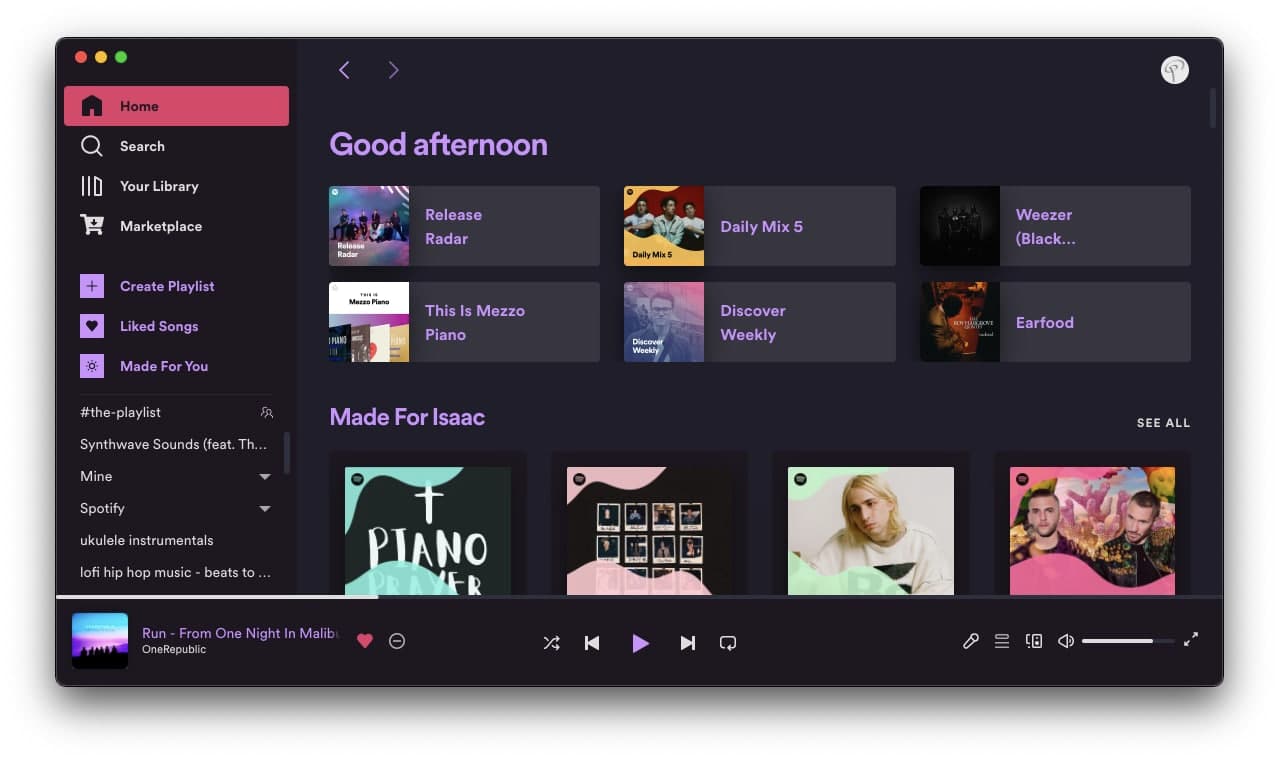 Home
Search
Your Library
Marketplace
Create Playlist
Liked Songs
Made For You
#the-playlist
Synthwave Sounds (feat. Th...
Mine
Spotify
ukulele instrumentals
lofi hip hop music - beats to ...
Good afternoon
Release
Radar
Release
Radar
Daily Mix 5
Daily Mix 5
Weezer
(Black...
THIS IS
Mezzo Piano
This Is Mezzo
Piano
Discover
Weekly
Discover
Weekly
Earfood
Made For Isaac
SEE ALL
PIANO
PRAYER
Run - From One Night In Malibu
OneRepublic